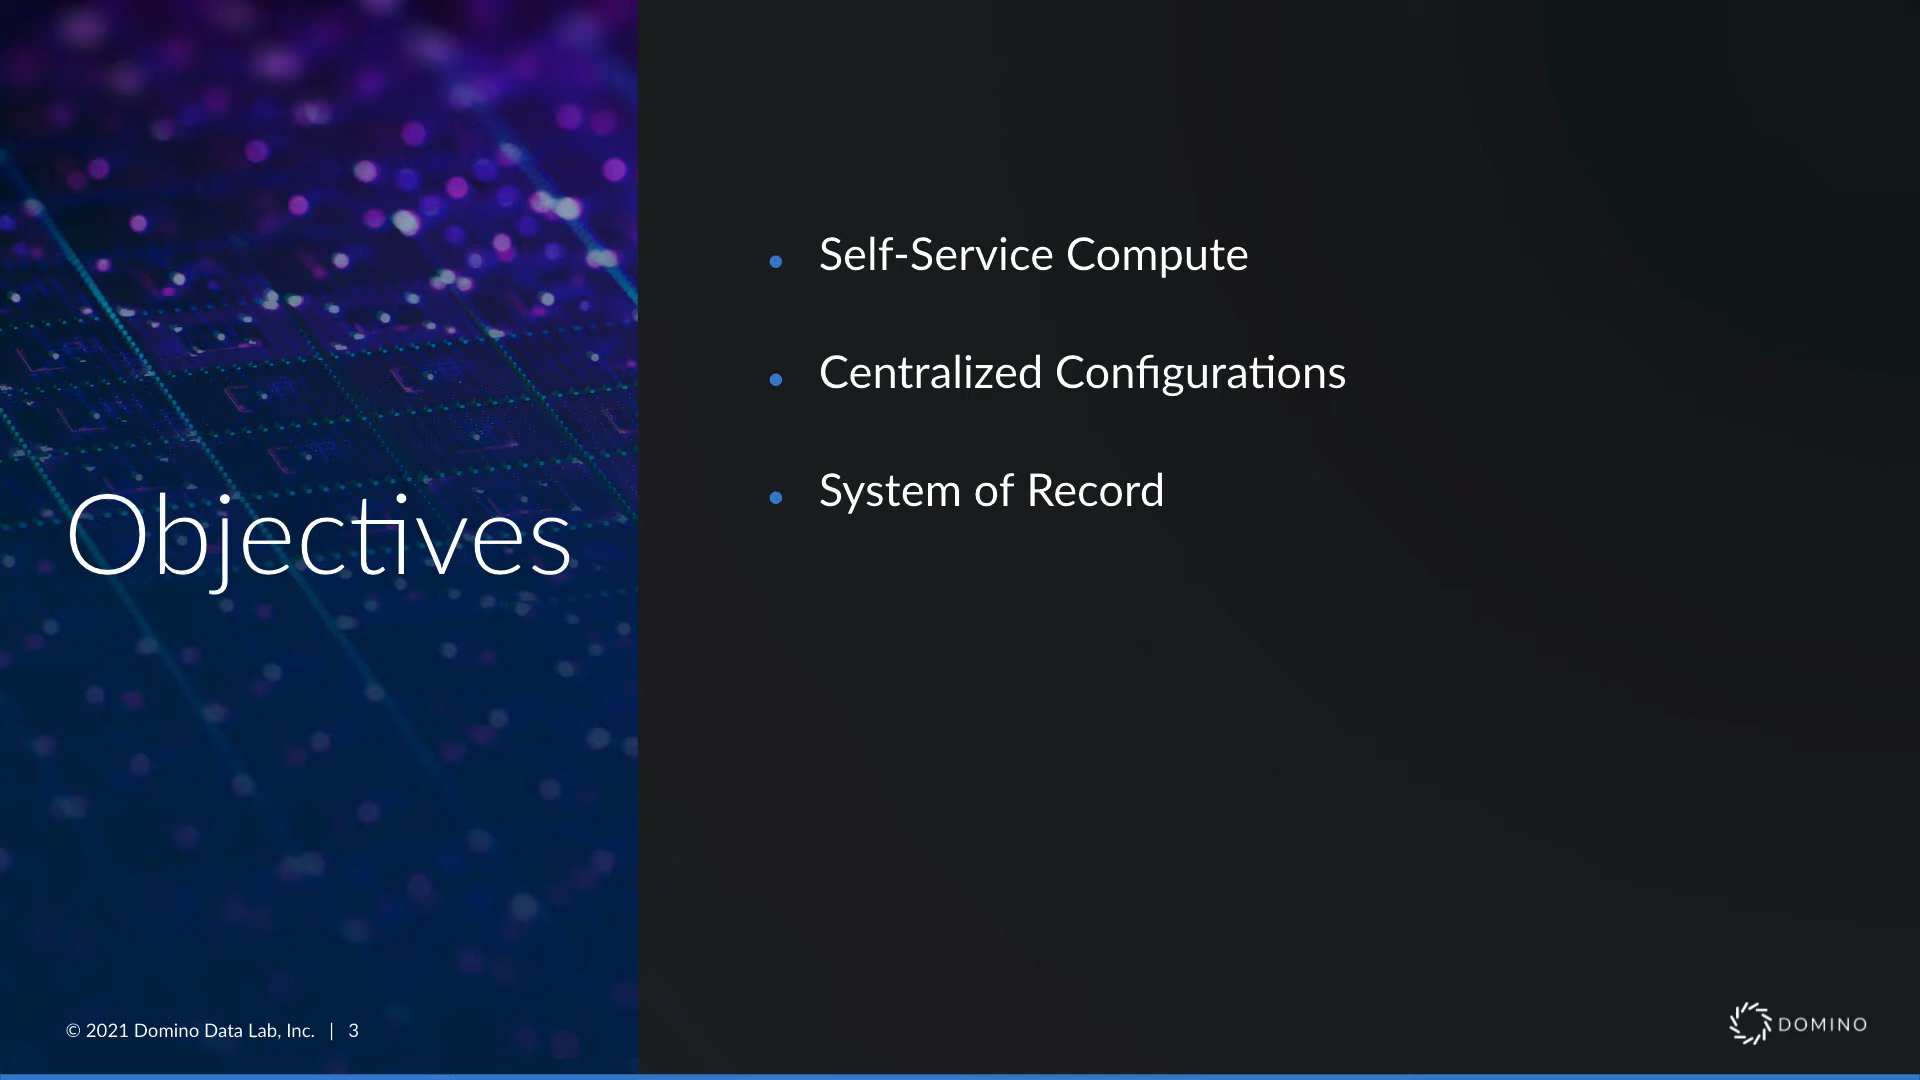 Objectives
• Self-Service Compute
• Centralized Configurations
• System of Record
© 2021 Domino Data Lab, Inc. | 3
DOMINO